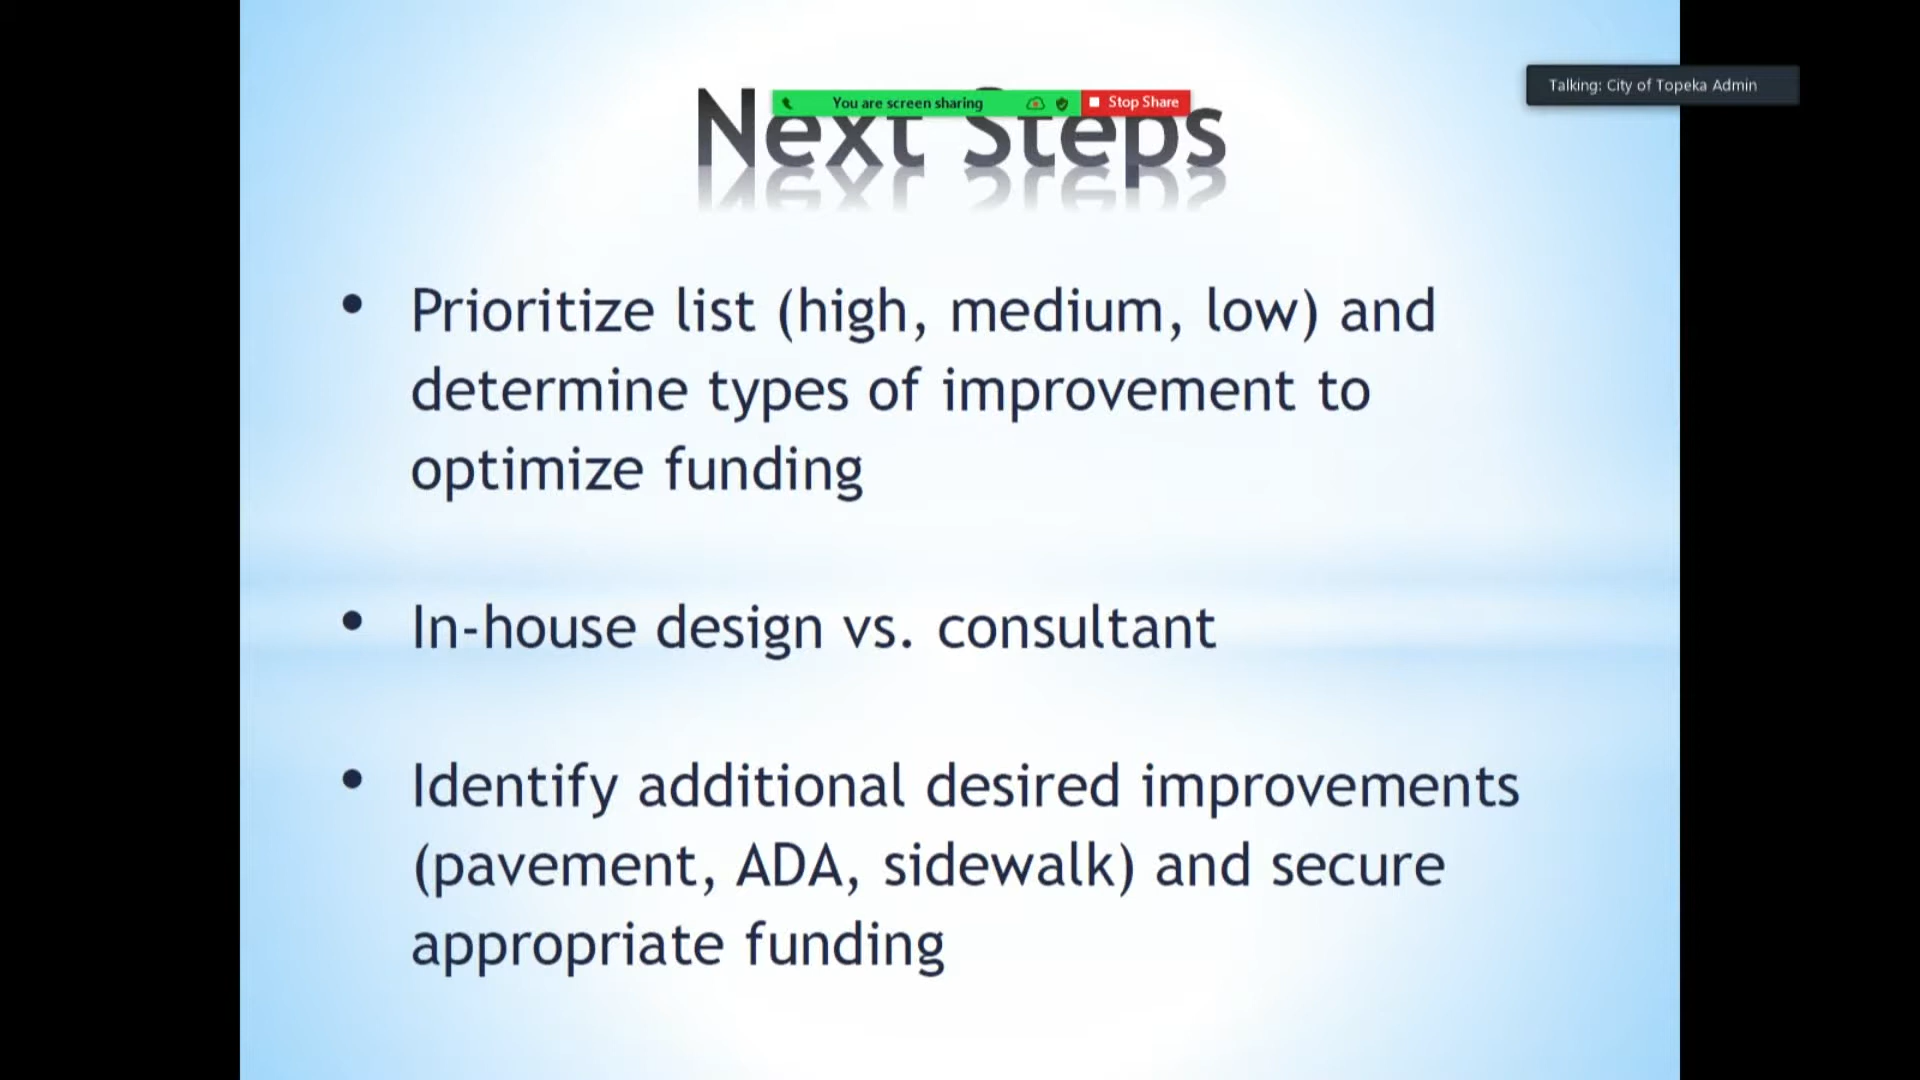 Talking: City of Topeka Admin
You are screen sharing
Stop Share
Next Steps
• Prioritize list (high, medium, low) and
determine types of improvement to
optimize funding
• In-house design vs. consultant
• Identify additional desired improvements
(pavement, ADA, sidewalk) and secure
appropriate funding